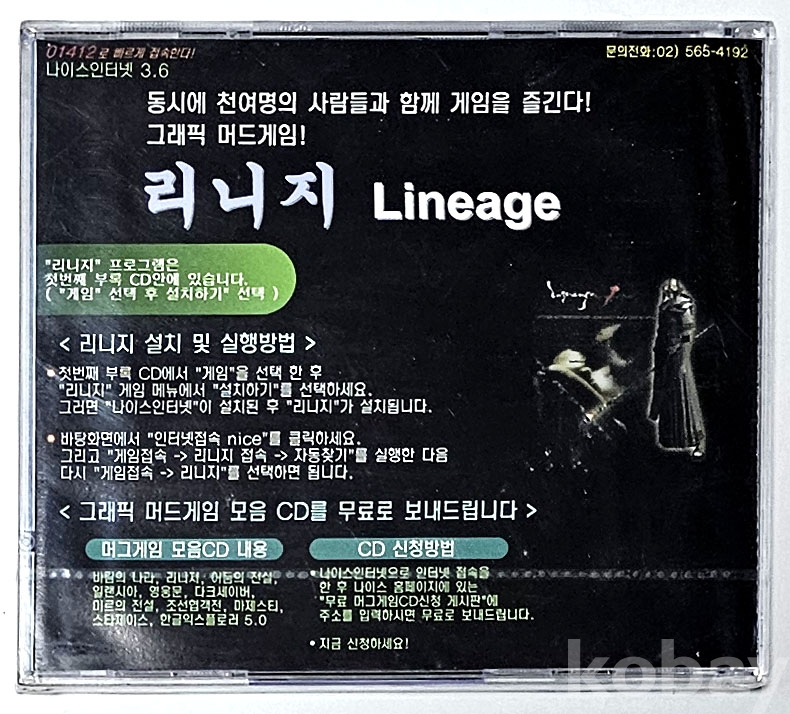 01412로 빠르게 접속한다!
나이스인터넷 3.6
문의전화:02) 565-4192
동시에 천여명의 사람들과 함께 게임을 즐긴다!
그래픽 머드게임!
리니지 Lineage
"리니지" 프로그램은
첫번째 부록 CD안에 있습니다.
( "게임" 선택 후 설치하기" 선택 )
< 리니지 설치 및 실행방법 >
• 첫번째 부록 CD에서 "게임"을 선택 한 후
"리니지" 게임 메뉴에서 "설치하기"를 선택하세요.
그러면 "나이스인터넷"이 설치된 후 "리니지"가 설치됩니다.
• 바탕화면에서 "인터넷접속 nice"를 클릭하세요.
그리고 "게임접속 -> 리니지 접속 -> 자동찾기"를 실행한 다음
다시 "게임접속 -> 리니지"를 선택하면 됩니다.
< 그래픽 머드게임 모음 CD를 무료로 보내드립니다 >
머그게임 모음CD 내용
바람의 나라, 리니지, 어둠의 전설,
일랜시아, 영웅문, 다크세이버,
미르의 전설, 조선협객전, 마제스티,
스타체이스, 한글익스플로러 5.0
CD 신청방법
• 나이스인터넷으로 인터넷 접속을
한 후 나이스 홈페이지에 있는
"무료 머그게임CD신청 게시판"에
주소를 입력하시면 무료로 보내드립니다.
• 지금 신청하세요!
kobay